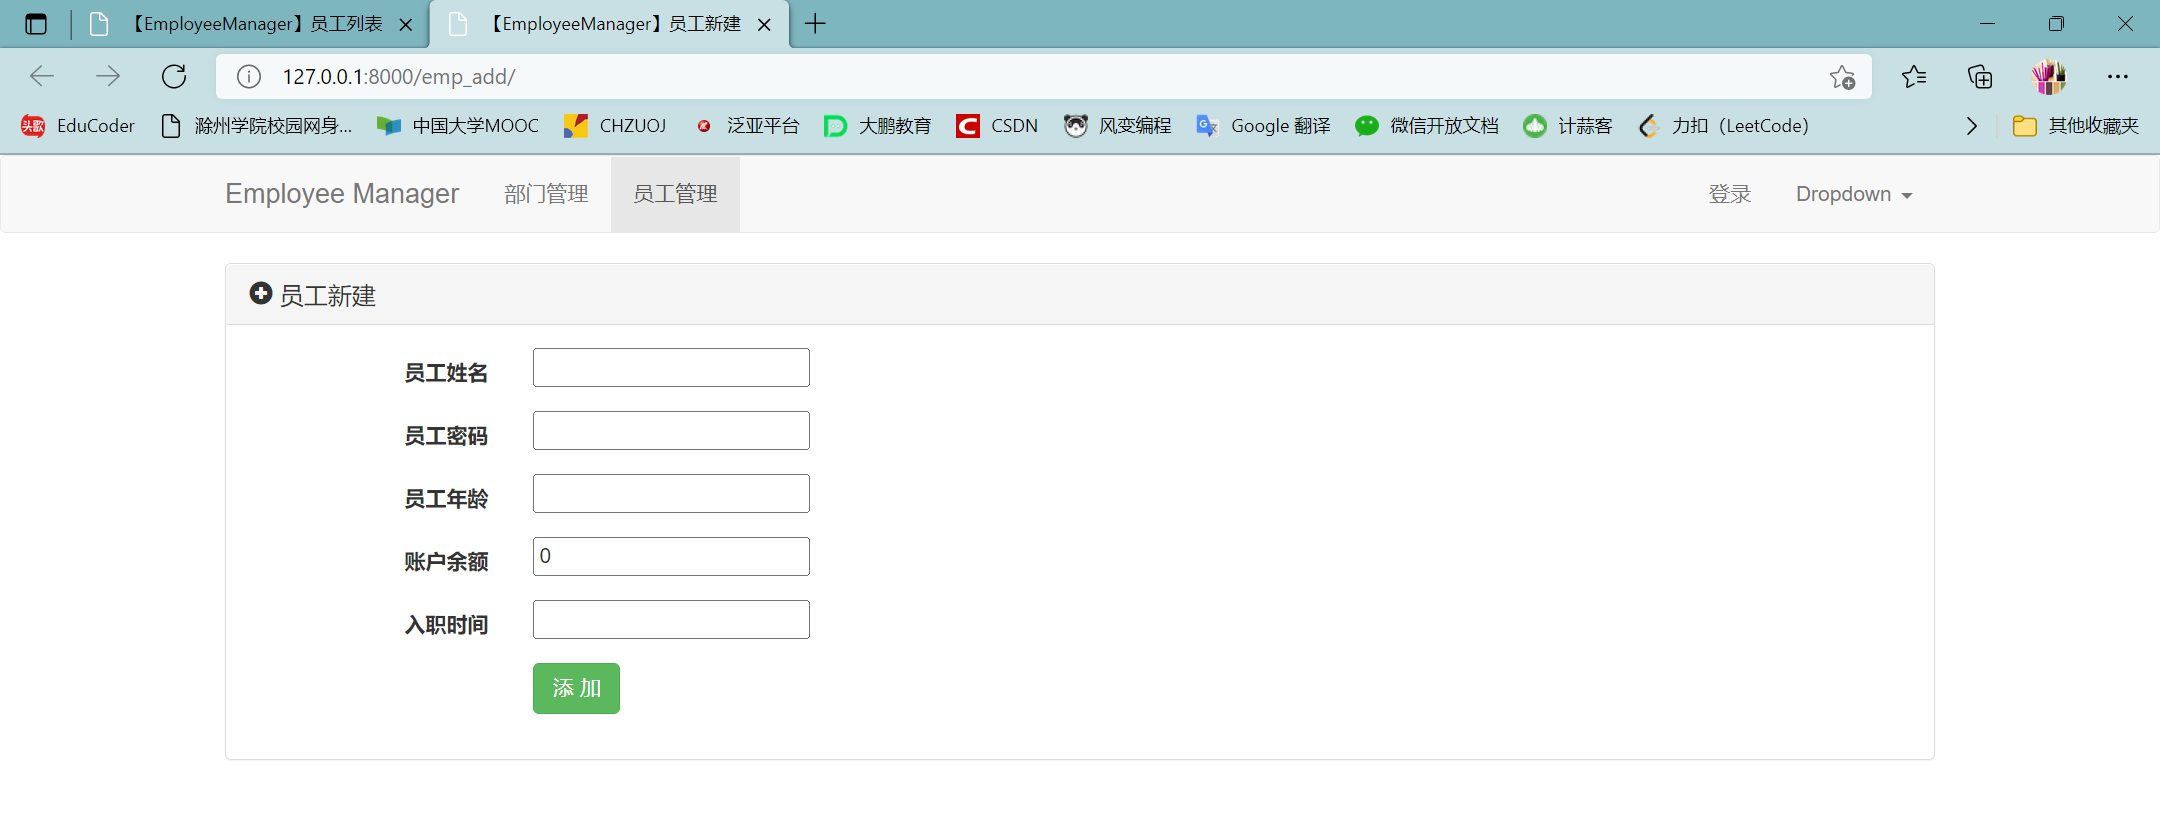 【EmployeeManager】员工列表
【EmployeeManager】员工新建
127.0.0.1:8000/emp_add/
头歌 EduCoder
滁州学院校园网身...
中国大学MOOC
CHZUOJ
泛亚平台
大鹏教育
CSDN
风变编程
Google 翻译
微信开放文档
计蒜客
力扣（LeetCode）
其他收藏夹
Employee Manager 部门管理 员工管理 登录 Dropdown
员工新建
员工姓名
员工密码
员工年龄
账户余额 0
入职时间
添 加